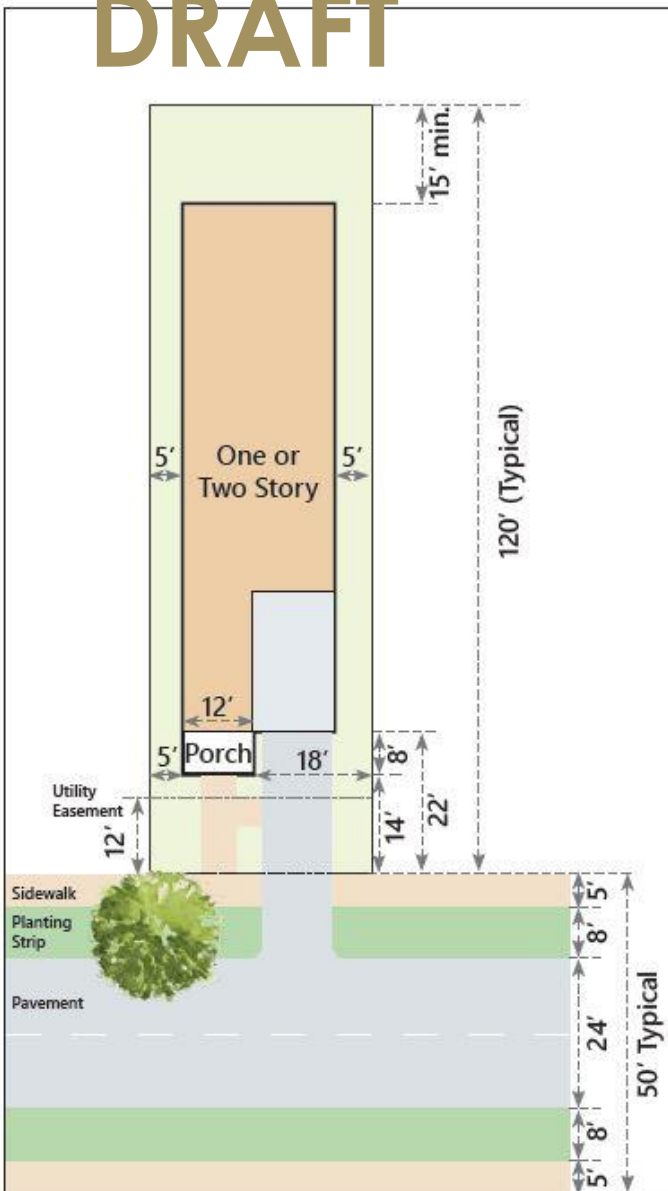 DRAFT
15' min.
120' (Typical)
5'
One or
Two Story
5'
12'
5'
Porch
18'
8'
22'
14'
Utility
Easement
12'
Sidewalk
5'
Planting
Strip
8'
Pavement
24'
50' Typical
8'
5'